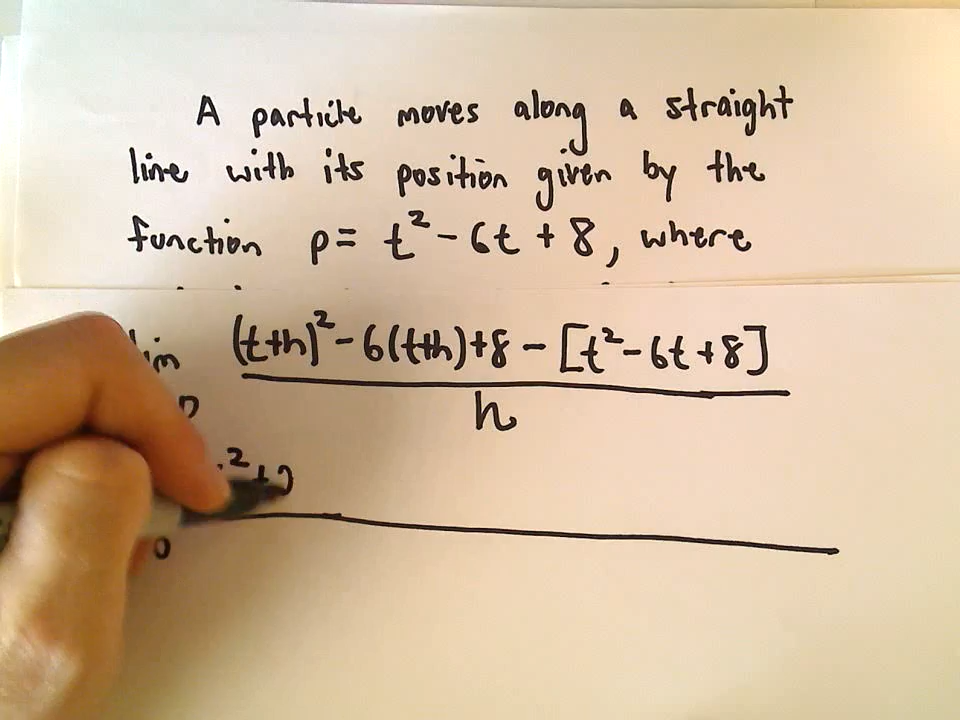 A particle moves along a straight
line with its position given by the
function p = t² - 6t + 8, where
(t+h)² - 6(t+h) + 8 - [t² - 6t + 8]
h